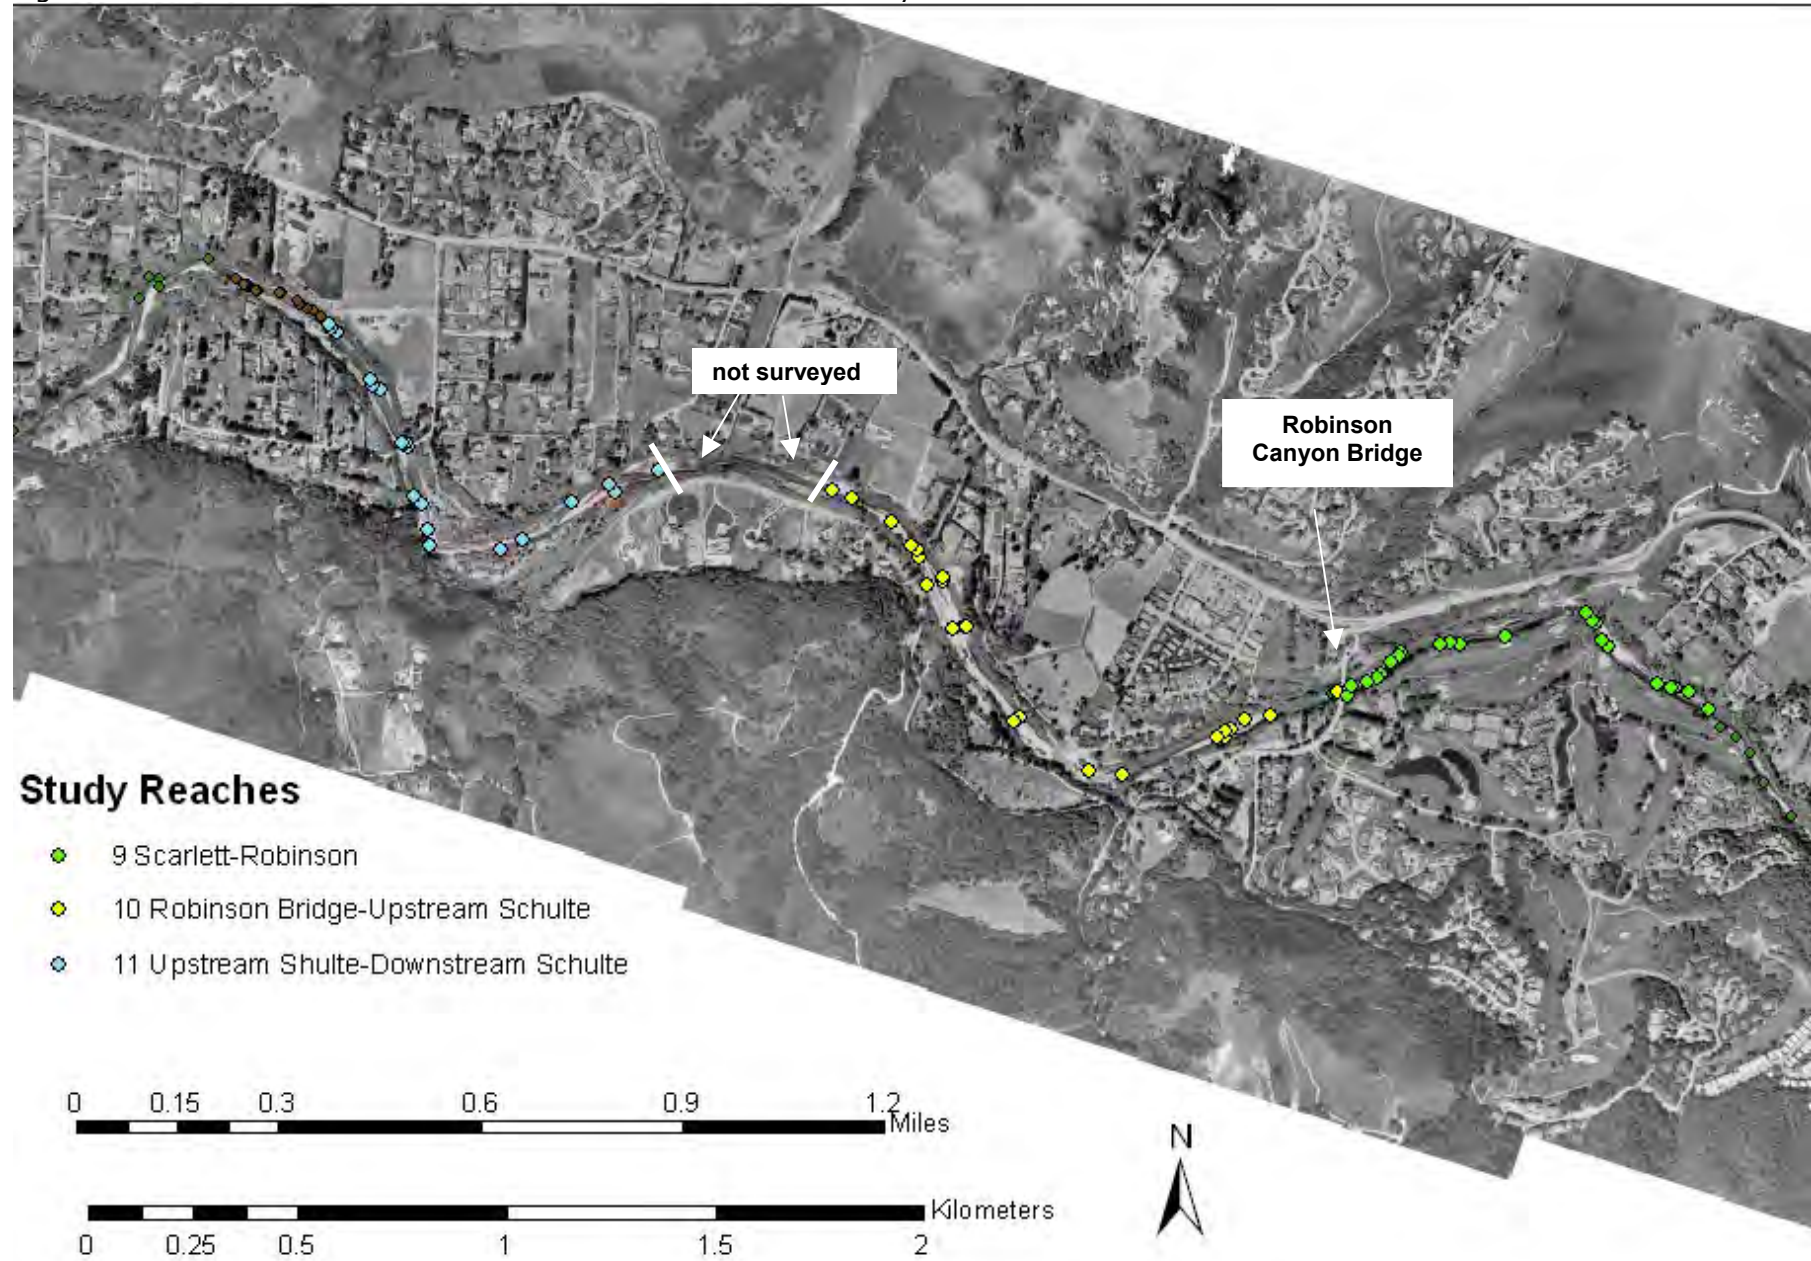 not surveyed
Robinson
Canyon Bridge
Study Reaches
9 Scarlett-Robinson
10 Robinson Bridge-Upstream Schulte
11 Upstream Shulte-Downstream Schulte
0 0.15 0.3 0.6 0.9 1.2
Miles
N
Kilometers
0 0.25 0.5 1 1.5 2